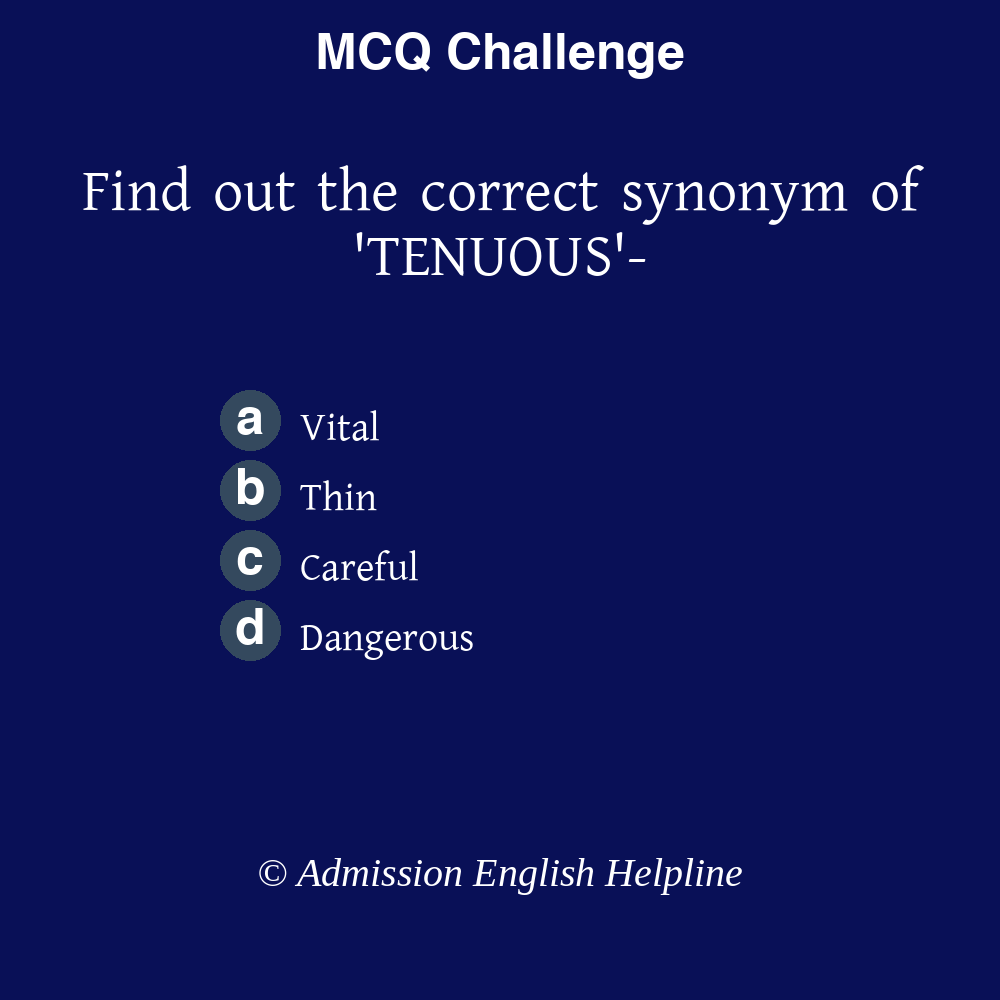 MCQ Challenge
Find out the correct synonym of
'TENUOUS'-
a Vital
b Thin
c Careful
d Dangerous
© Admission English Helpline